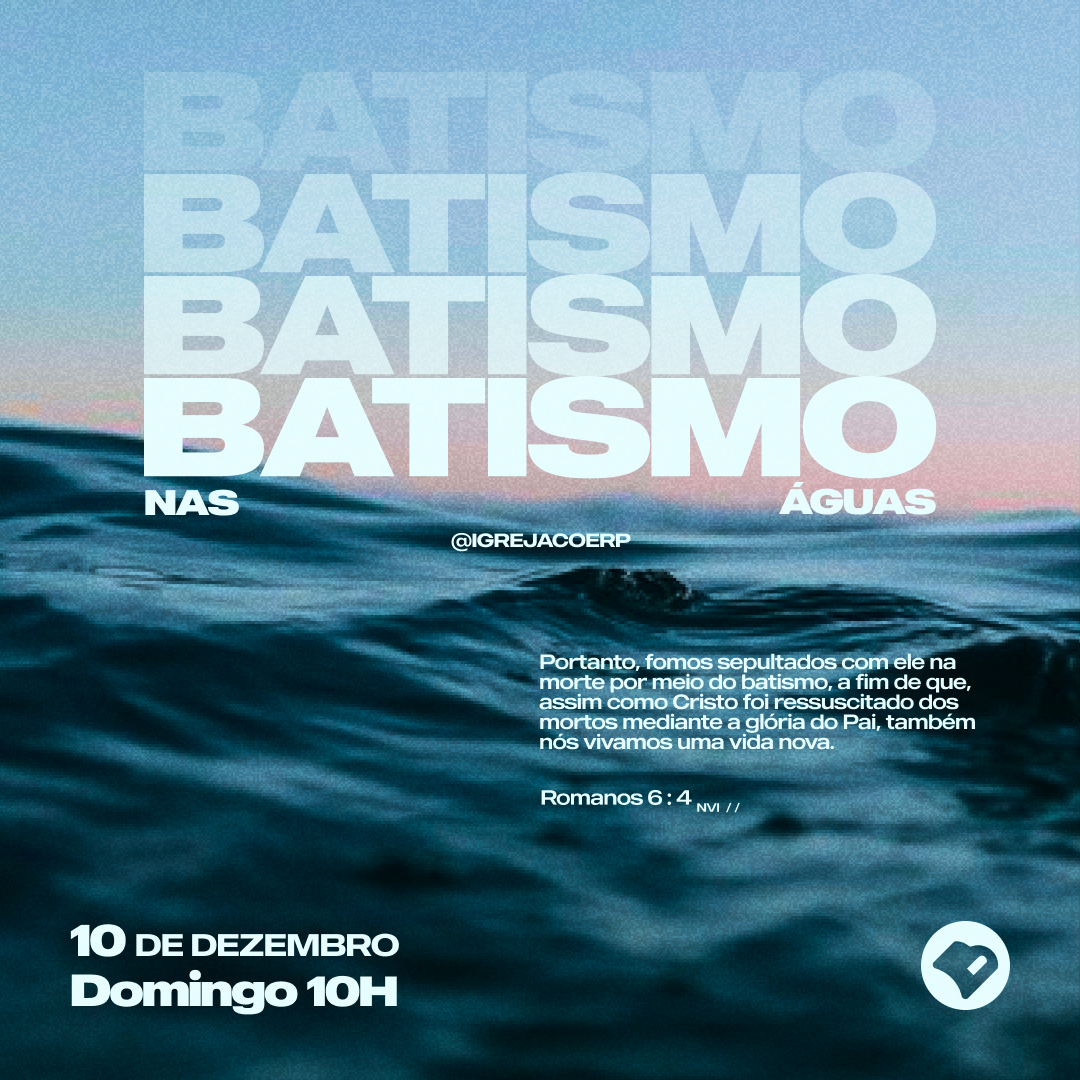 BATISMO
BATISMO
BATISMO
BATISMO
NAS ÁGUAS
@IGREJACOERP
Portanto, fomos sepultados com ele na
morte por meio do batismo, a fim de que,
assim como Cristo foi ressuscitado dos
mortos mediante a glória do Pai, também
nós vivamos uma vida nova.
Romanos 6 : 4 NVI //
10 DE DEZEMBRO
Domingo 10H